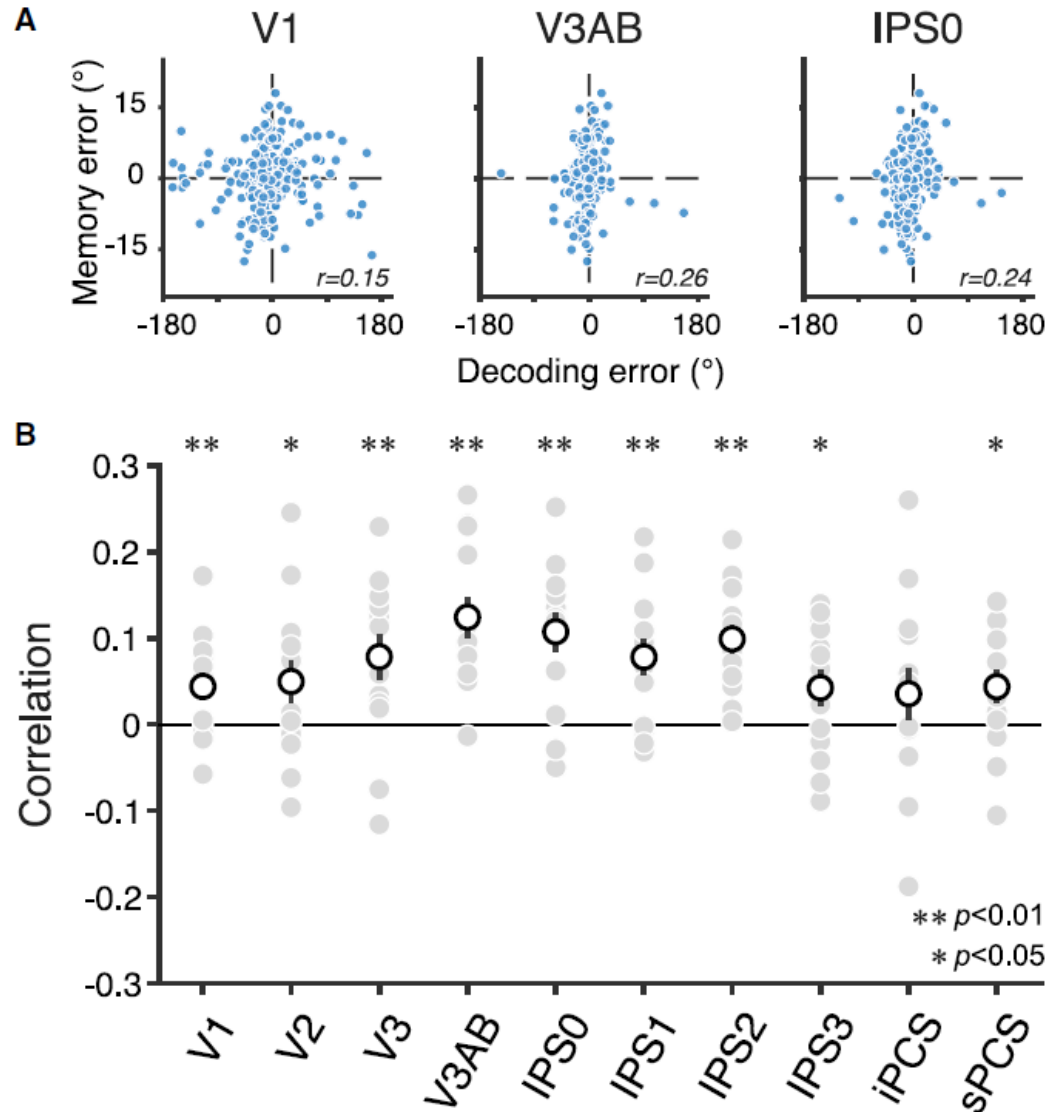 A
V1 V3AB IPS0
Memory error (°)
15
0
-15
r=0.15 r=0.26 r=0.24
-180 0 180 -180 0 180 -180 0 180
Decoding error (°)
B
** * ** ** ** ** ** * *
Correlation
0.3
0.2
0.1
0
-0.1
-0.2
-0.3
** p<0.01
* p<0.05
V1 V2 V3 V3AB IPS0 IPS1 IPS2 IPS3 iPCS sPCS